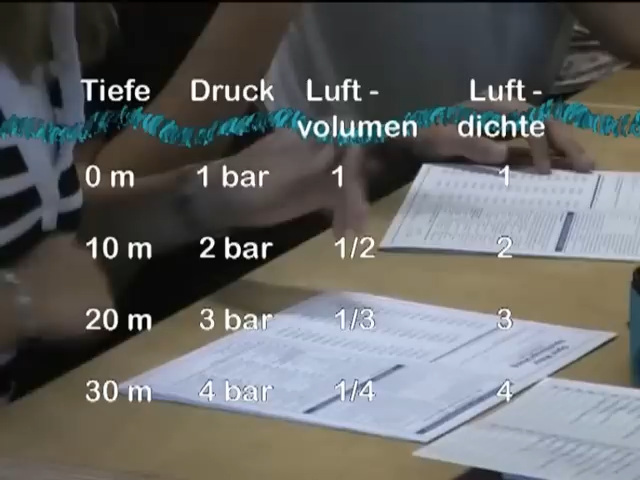 Tiefe Druck Luft - Luft -
volumen dichte
0 m 1 bar 1 1
10 m 2 bar 1/2 2
20 m 3 bar 1/3 3
30 m 4 bar 1/4 4